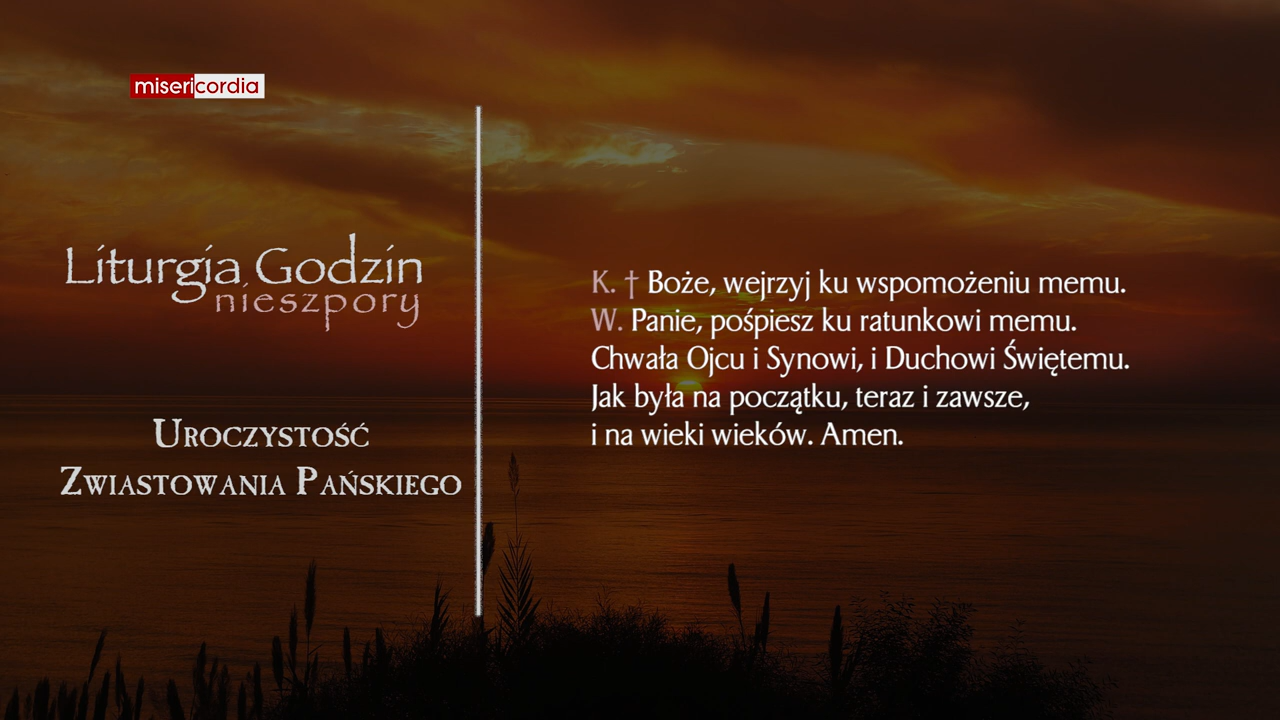 misericordia
Liturgia Godzin
nieszpory
Uroczystość
Zwiastowania Pańskiego
K. † Boże, wejrzyj ku wspomożeniu memu.
W. Panie, pośpiesz ku ratunkowi memu.
Chwała Ojcu i Synowi, i Duchowi Świętemu.
Jak była na początku, teraz i zawsze,
i na wieki wieków. Amen.